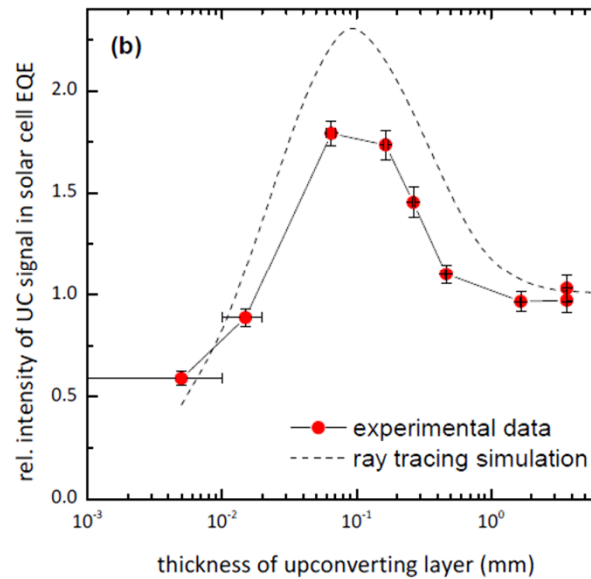 (b)
rel. intensity of UC signal in solar cell EQE
2.0
1.5
1.0
0.5
0.0
experimental data
ray tracing simulation
10⁻³
10⁻²
10⁻¹
10⁰
thickness of upconverting layer (mm)